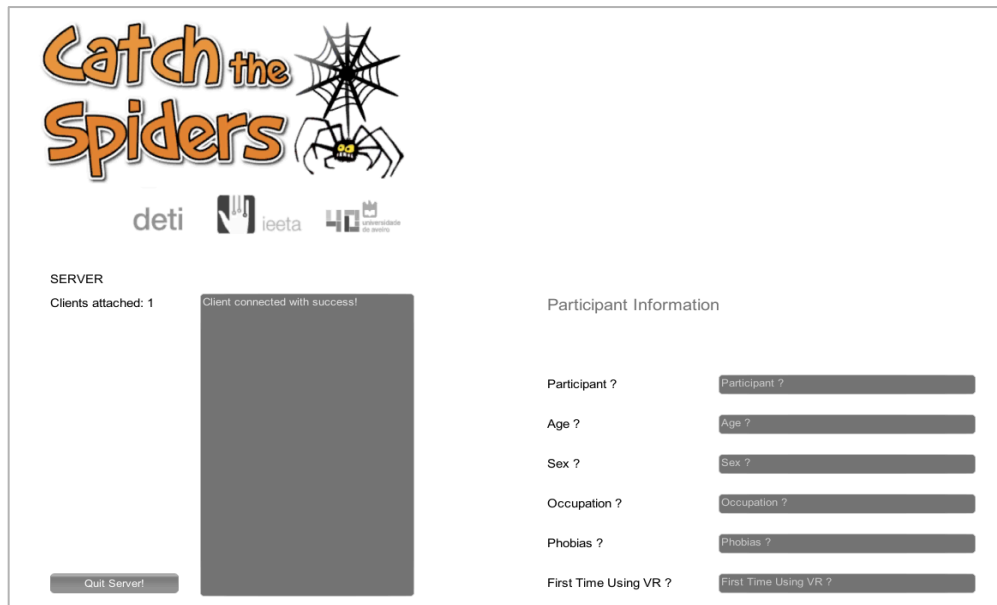 Catch the
Spiders
deti
ieeta
40
universidade
de aveiro
SERVER
Clients attached: 1
Client connected with success!
Quit Server!
Participant Information
Participant ?
Participant ?
Age ?
Age ?
Sex ?
Sex ?
Occupation ?
Occupation ?
Phobias ?
Phobias ?
First Time Using VR ?
First Time Using VR ?